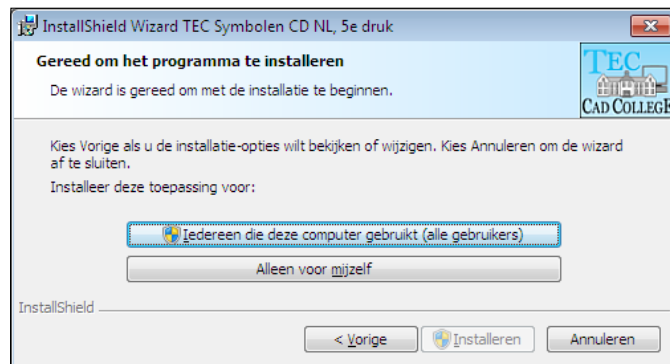 InstallShield Wizard TEC Symbolen CD NL, 5e druk
Gereed om het programma te installeren
De wizard is gereed om met de installatie te beginnen.
TEC
CAD COLLEGE
Kies Vorige als u de installatie-opties wilt bekijken of wijzigen. Kies Annuleren om de wizard
af te sluiten.
Installeer deze toepassing voor:
Iedereen die deze computer gebruikt (alle gebruikers)
Alleen voor mijzelf
InstallShield
< Vorige
Installeren
Annuleren